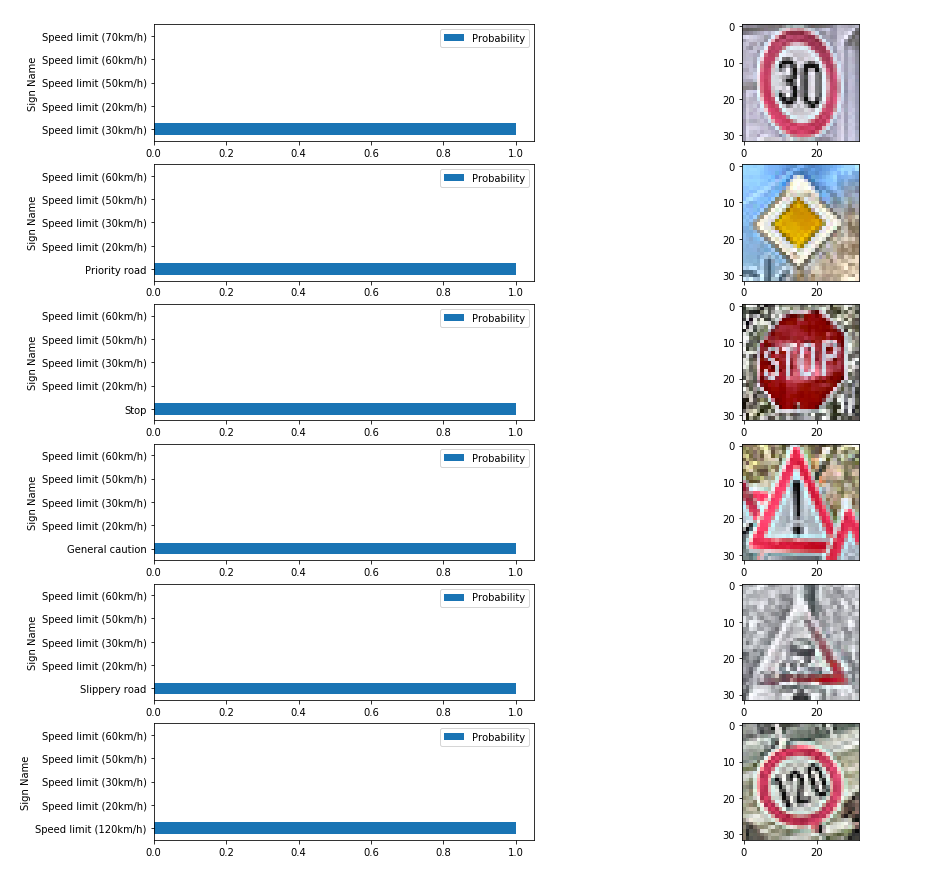 Sign Name
Speed limit (70km/h)
Speed limit (60km/h)
Speed limit (50km/h)
Speed limit (20km/h)
Speed limit (30km/h)
Probability
0.0 0.2 0.4 0.6 0.8 1.0
0
10
20
30
30
0 20
Sign Name
Speed limit (60km/h)
Speed limit (50km/h)
Speed limit (30km/h)
Speed limit (20km/h)
Priority road
Probability
0.0 0.2 0.4 0.6 0.8 1.0
0
10
20
30
0 20
Sign Name
Speed limit (60km/h)
Speed limit (50km/h)
Speed limit (30km/h)
Speed limit (20km/h)
Stop
Probability
0.0 0.2 0.4 0.6 0.8 1.0
0
10
20
30
STOP
0 20
Sign Name
Speed limit (60km/h)
Speed limit (50km/h)
Speed limit (30km/h)
Speed limit (20km/h)
General caution
Probability
0.0 0.2 0.4 0.6 0.8 1.0
0
10
20
30
!
0 20
Sign Name
Speed limit (60km/h)
Speed limit (50km/h)
Speed limit (30km/h)
Speed limit (20km/h)
Slippery road
Probability
0.0 0.2 0.4 0.6 0.8 1.0
0
10
20
30
0 20
Sign Name
Speed limit (60km/h)
Speed limit (50km/h)
Speed limit (30km/h)
Speed limit (20km/h)
Speed limit (120km/h)
Probability
0.0 0.2 0.4 0.6 0.8 1.0
0
10
20
30
120
0 20